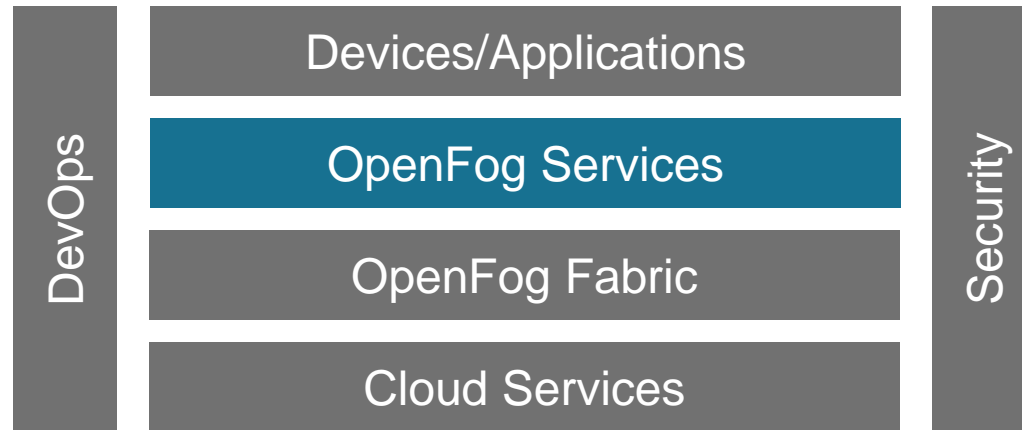 DevOps
Devices/Applications
OpenFog Services
OpenFog Fabric
Cloud Services
Security